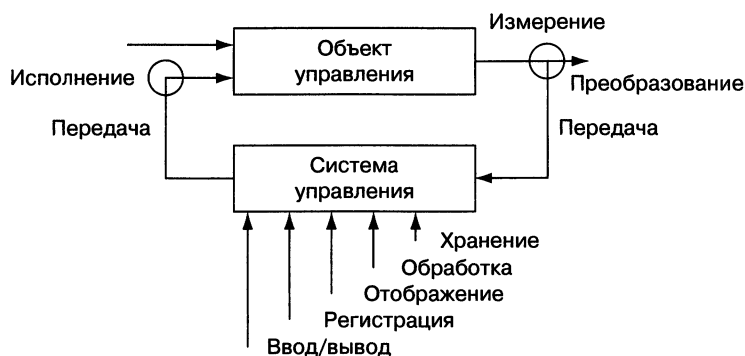 Измерение
Объект
управления
Исполнение
Преобразование
Передача
Передача
Система
управления
Хранение
Обработка
Отображение
Регистрация
Ввод/вывод